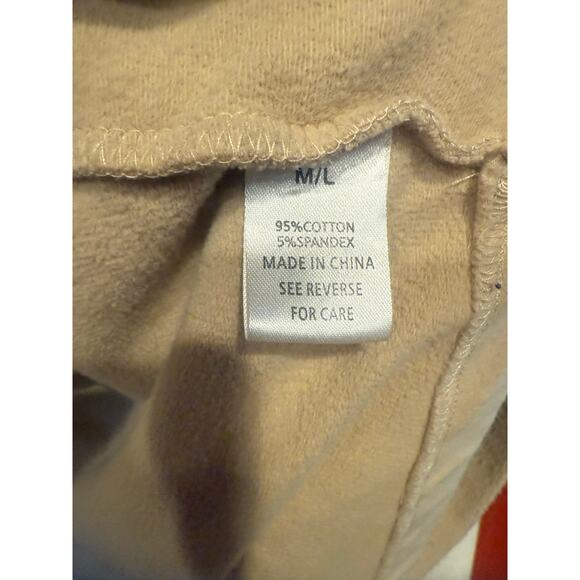 M/L
95%COTTON
5%SPANDEX
MADE IN CHINA
SEE REVERSE
FOR CARE